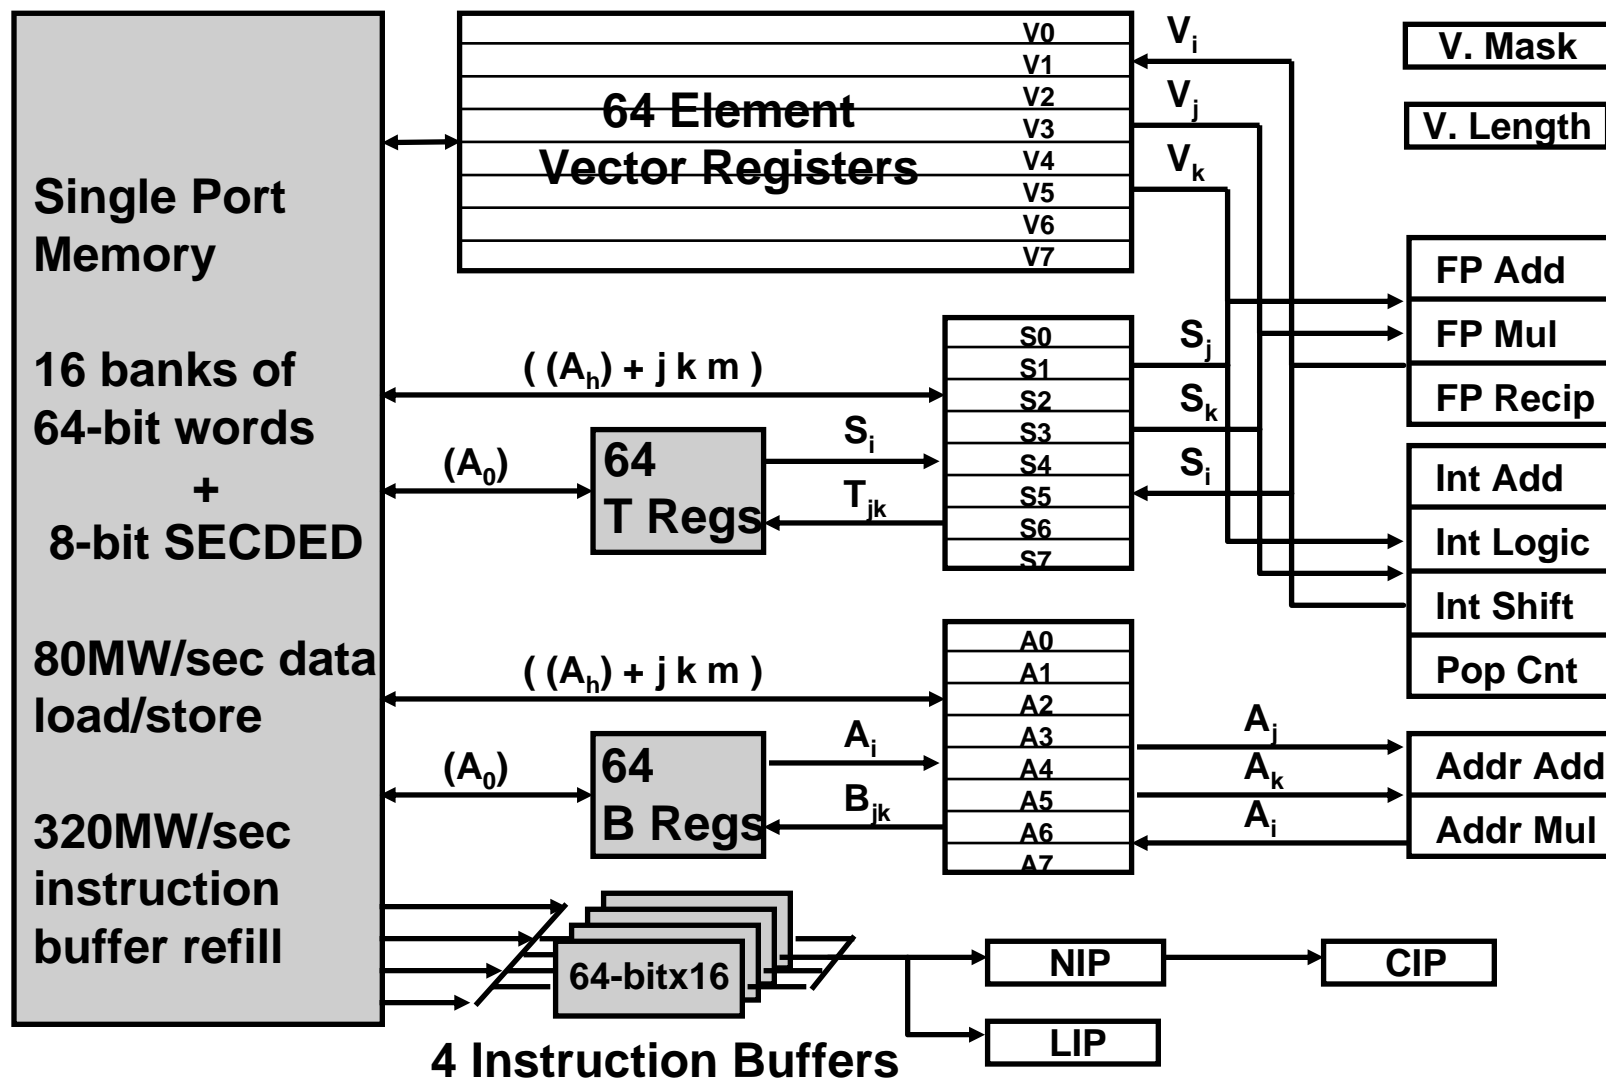 Single Port
Memory
16 banks of
64-bit words
+
8-bit SECDED
80MW/sec data
load/store
320MW/sec
instruction
buffer refill
64 Element
Vector Registers
V0
V1
V2
V3
V4
V5
V6
V7
Vi
Vj
Vk
V. Mask
V. Length
FP Add
FP Mul
FP Recip
( (Ah) + j k m )
(A0)
64
T Regs
Si
Tjk
S0
S1
S2
S3
S4
S5
S6
S7
Sj
Sk
Si
Int Add
Int Logic
Int Shift
Pop Cnt
( (Ah) + j k m )
(A0)
64
B Regs
Ai
Bjk
A0
A1
A2
A3
A4
A5
A6
A7
Aj
Ak
Ai
Addr Add
Addr Mul
64-bitx16
4 Instruction Buffers
NIP
CIP
LIP